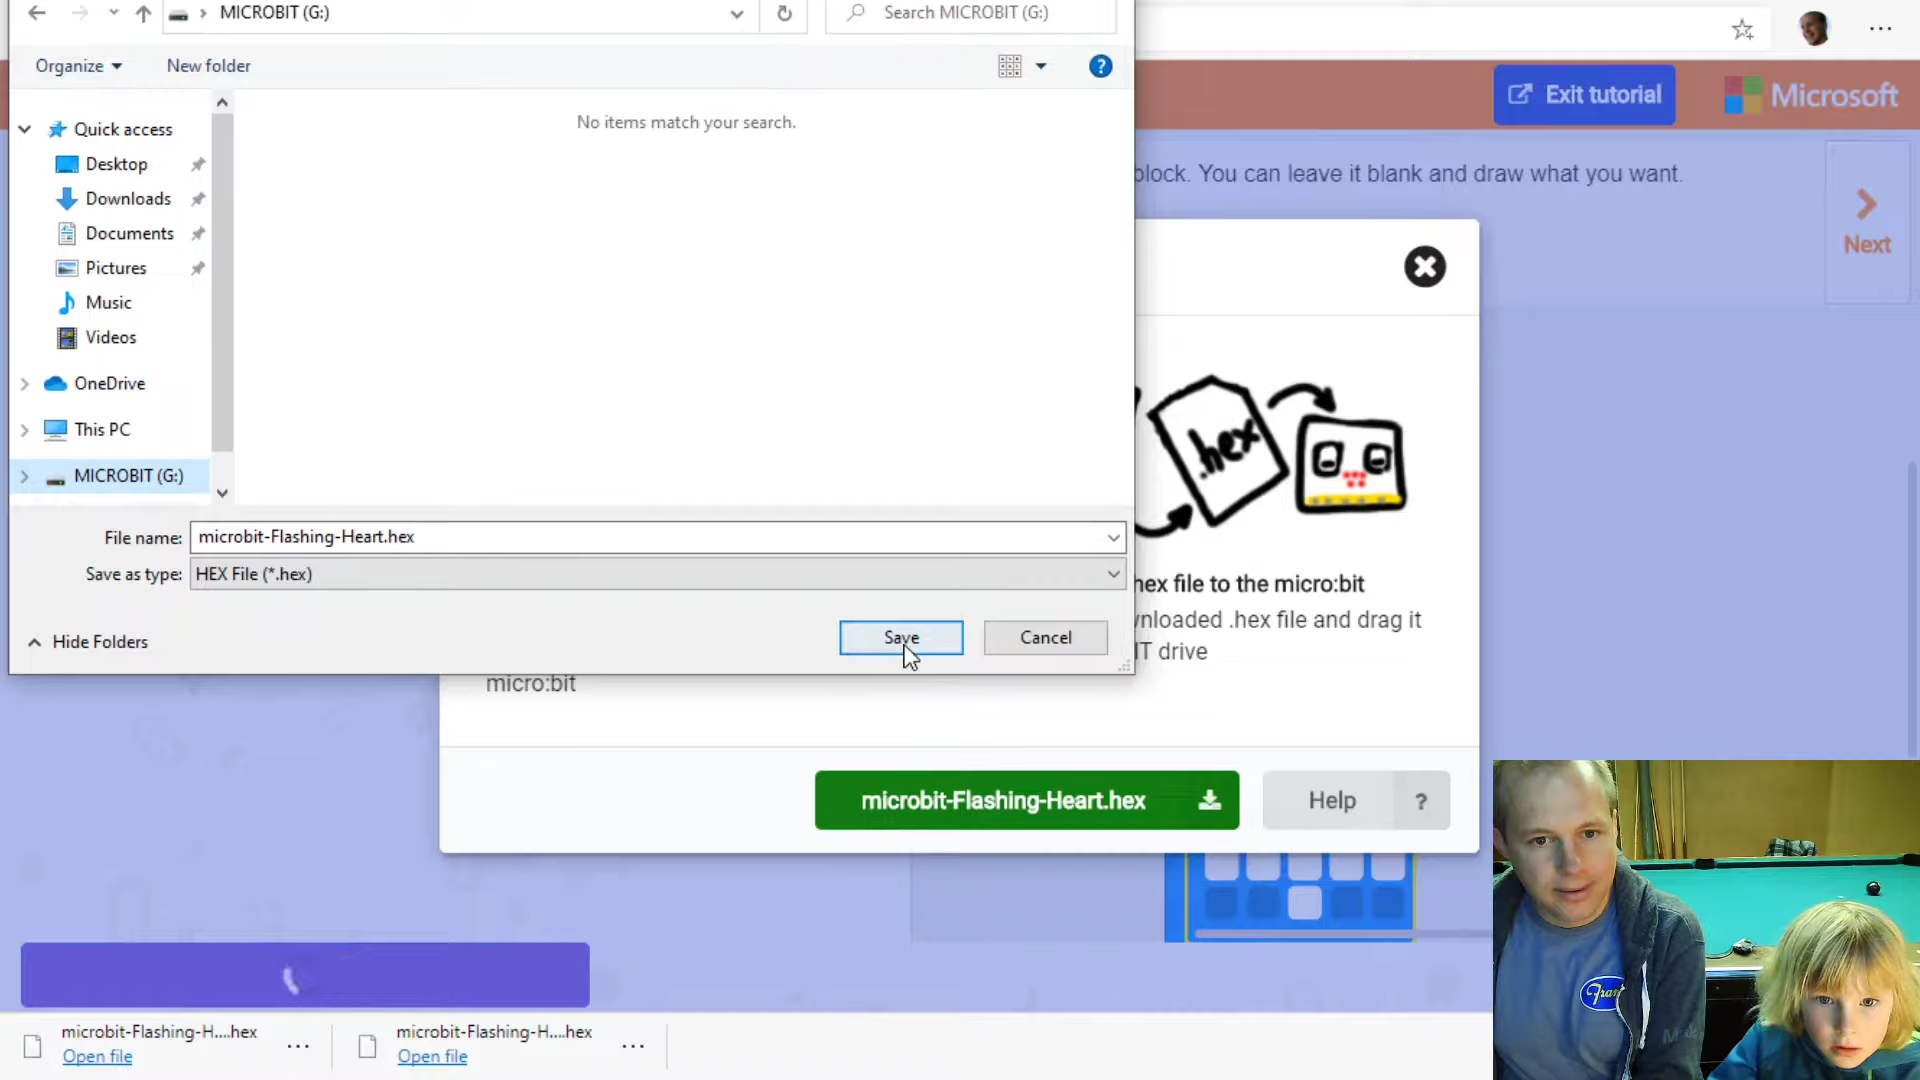 MICROBIT (G:)
Search MICROBIT (G:)
Organize
New folder
?
Exit tutorial
Microsoft
Quick access
No items match your search.
Desktop
Downloads
Documents
Pictures
Music
Videos
OneDrive
This PC
MICROBIT (G:)
block. You can leave it blank and draw what you want.
Next
.hex
File name: microbit-Flashing-Heart.hex
Save as type: HEX File (*.hex)
Hide Folders
Save
Cancel
hex file to the micro:bit
wnloaded .hex file and drag it
IT drive
micro:bit
microbit-Flashing-Heart.hex
Help ?
microbit-Flashing-H....hex
Open file
microbit-Flashing-H....hex
Open file